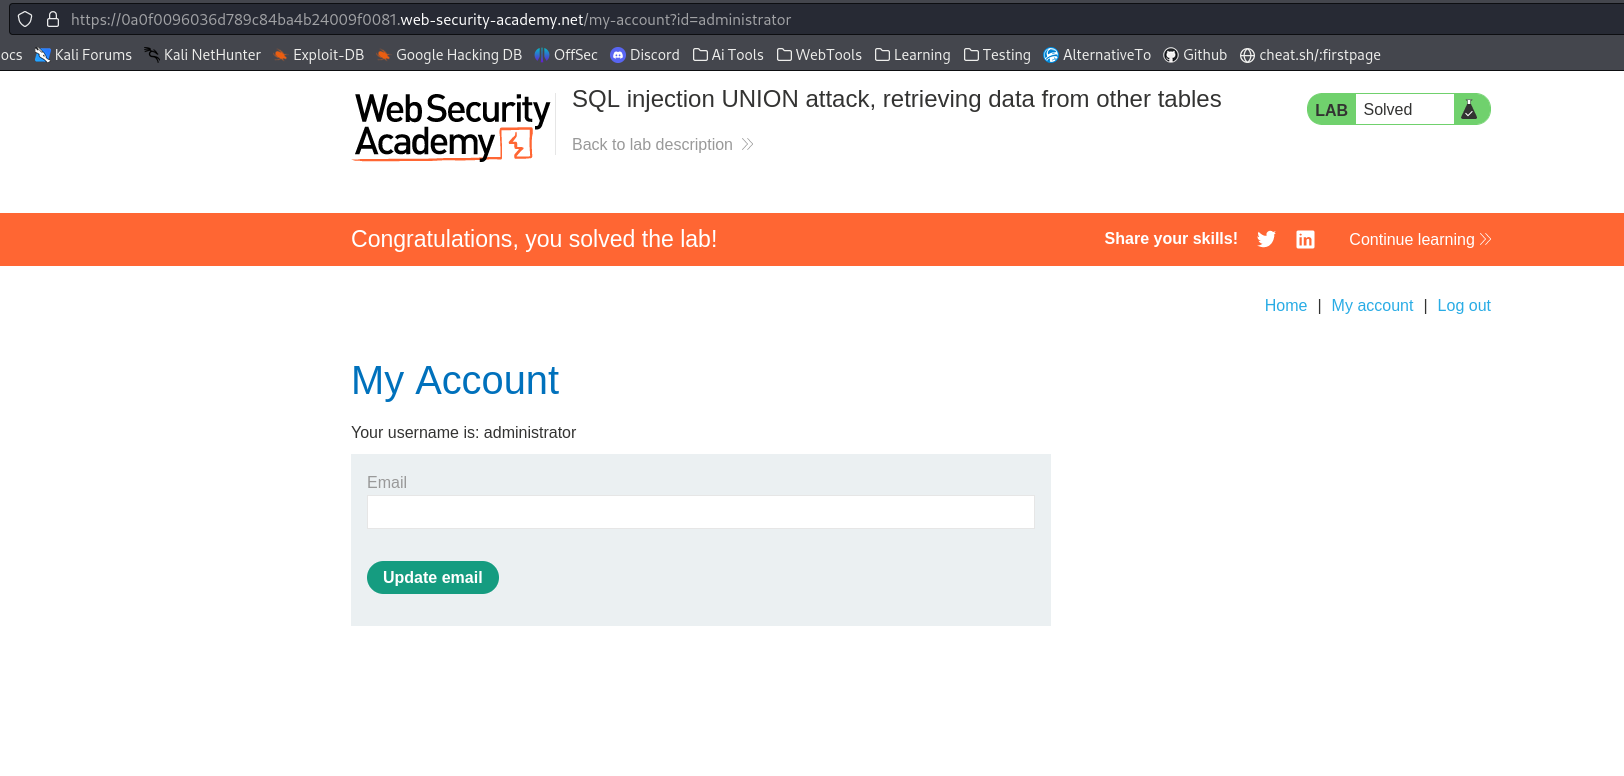 https://0a0f0096036d789c84ba4b24009f0081.web-security-academy.net/my-account?id=administrator
ocs Kali Forums Kali NetHunter Exploit-DB Google Hacking DB OffSec Discord Ai Tools WebTools Learning Testing AlternativeTo Github cheat.sh/:firstpage
WebSecurity
Academy
SQL injection UNION attack, retrieving data from other tables
Back to lab description
LAB Solved
Congratulations, you solved the lab!
Share your skills!
Continue learning
Home | My account | Log out
My Account
Your username is: administrator
Email
Update email